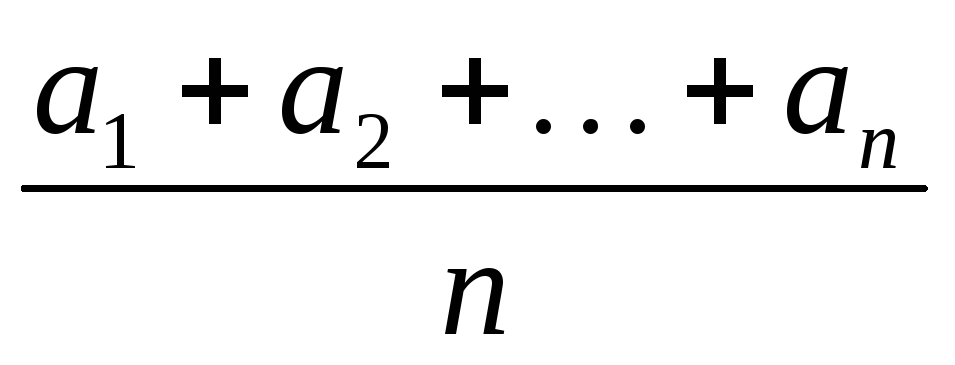 a₁ + a₂ +...+ aₙ
n